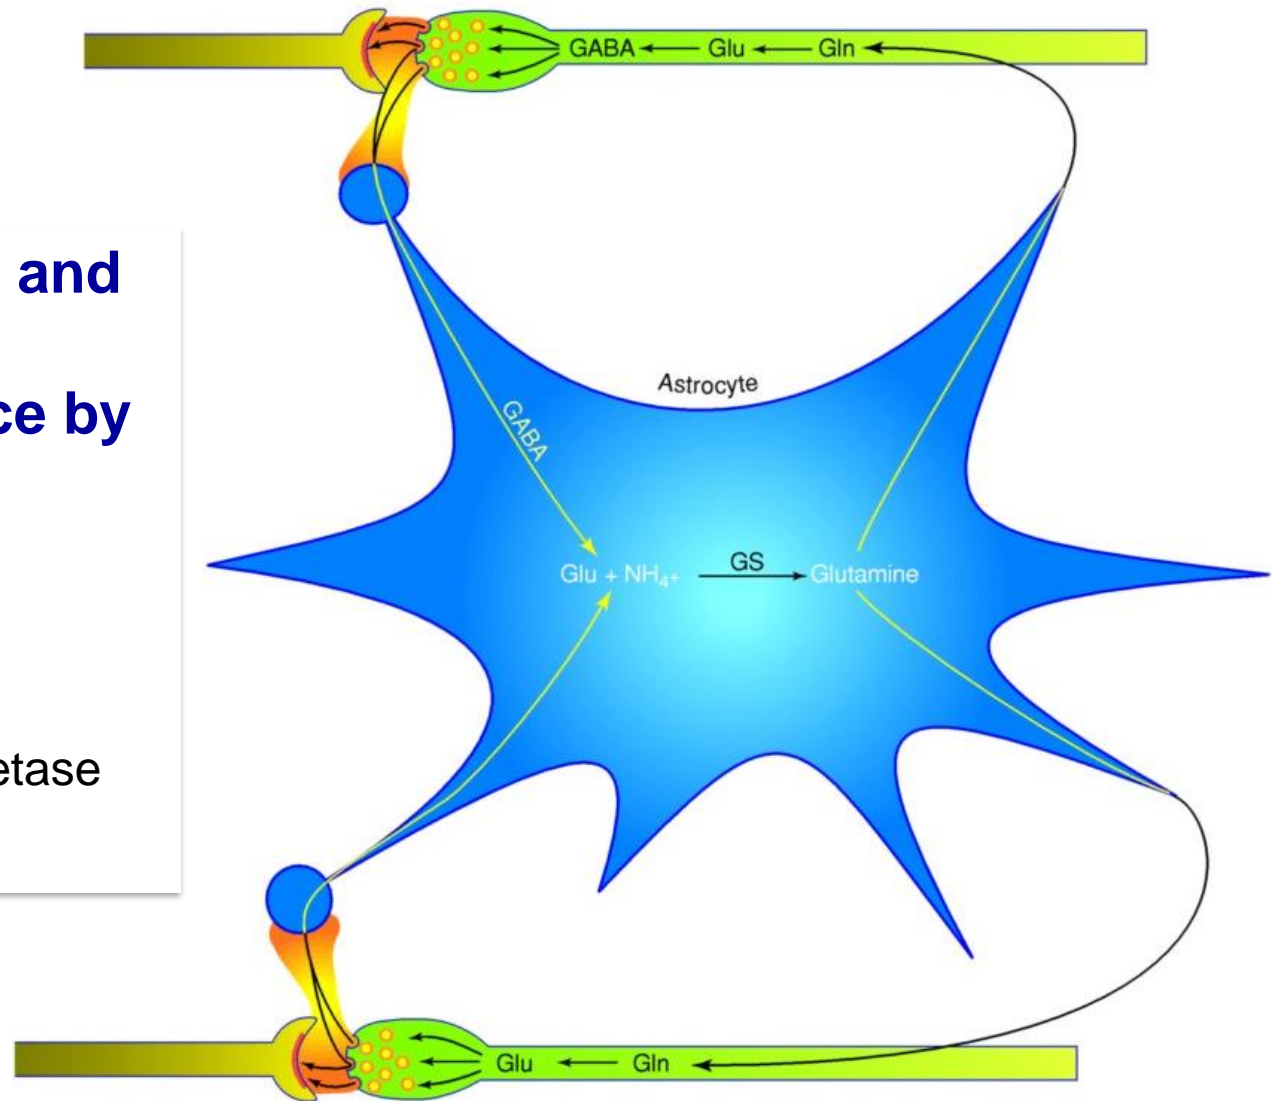 GABA Glu Gln
and
ce by
etase
Astrocyte
GABA
Glu + NH4+ GS Glutamine
Glu Gln